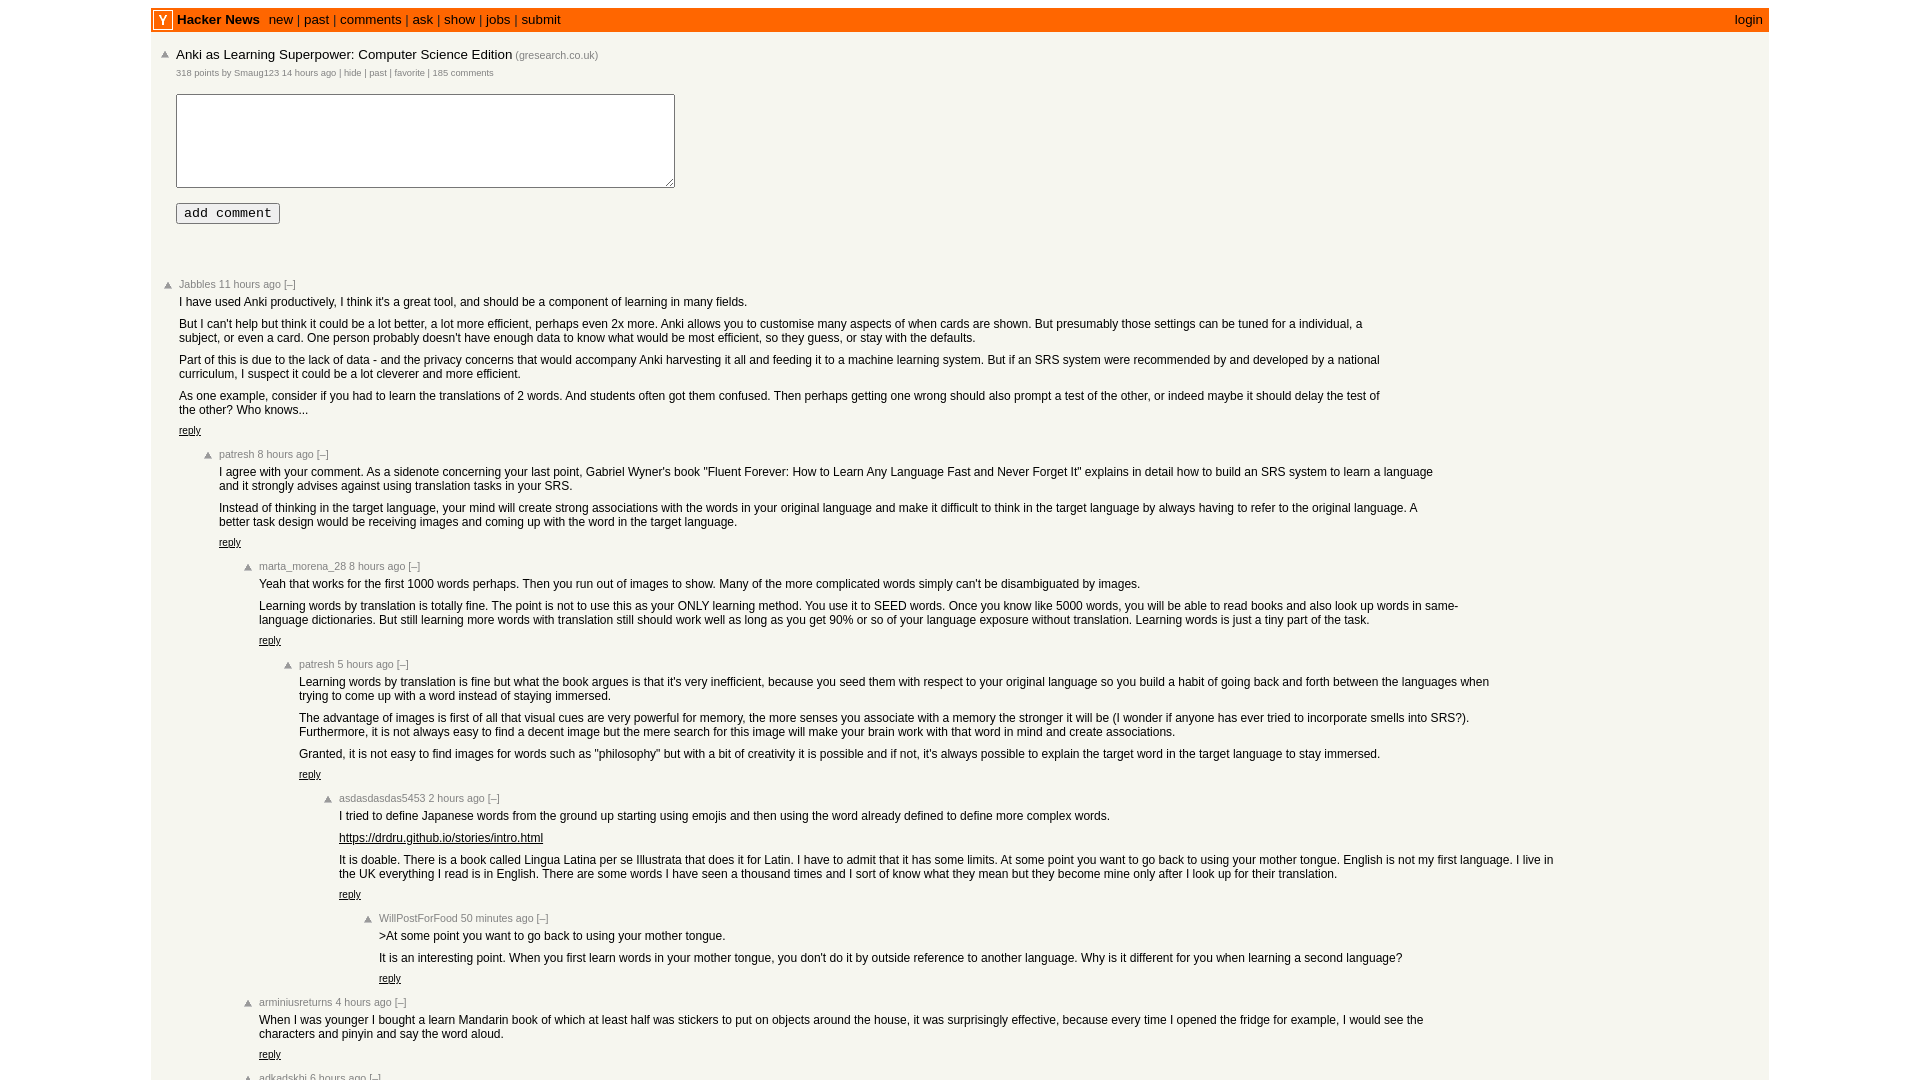 Y Hacker News new | past | comments | ask | show | jobs | submit login
Anki as Learning Superpower: Computer Science Edition (gresearch.co.uk)
318 points by Smaug123 14 hours ago | hide | past | favorite | 185 comments
add comment
Jabbles 11 hours ago [–]
I have used Anki productively, I think it's a great tool, and should be a component of learning in many fields.
But I can't help but think it could be a lot better, a lot more efficient, perhaps even 2x more. Anki allows you to customise many aspects of when cards are shown. But presumably those settings can be tuned for a individual, a
subject, or even a card. One person probably doesn't have enough data to know what would be most efficient, so they guess, or stay with the defaults.
Part of this is due to the lack of data - and the privacy concerns that would accompany Anki harvesting it all and feeding it to a machine learning system. But if an SRS system were recommended by and developed by a national
curriculum, I suspect it could be a lot cleverer and more efficient.
As one example, consider if you had to learn the translations of 2 words. And students often got them confused. Then perhaps getting one wrong should also prompt a test of the other, or indeed maybe it should delay the test of
the other? Who knows...
reply
patresh 8 hours ago [–]
I agree with your comment. As a sidenote concerning your last point, Gabriel Wyner's book "Fluent Forever: How to Learn Any Language Fast and Never Forget It" explains in detail how to build an SRS system to learn a language
and it strongly advises against using translation tasks in your SRS.
Instead of thinking in the target language, your mind will create strong associations with the words in your original language and make it difficult to think in the target language by always having to refer to the original language. A
better task design would be receiving images and coming up with the word in the target language.
reply
marta_morena_28 8 hours ago [–]
Yeah that works for the first 1000 words perhaps. Then you run out of images to show. Many of the more complicated words simply can't be disambiguated by images.
Learning words by translation is totally fine. The point is not to use this as your ONLY learning method. You use it to SEED words. Once you know like 5000 words, you will be able to read books and also look up words in same-
language dictionaries. But still learning more words with translation still should work well as long as you get 90% or so of your language exposure without translation. Learning words is just a tiny part of the task.
reply
patresh 5 hours ago [–]
Learning words by translation is fine but what the book argues is that it's very inefficient, because you seed them with respect to your original language so you build a habit of going back and forth between the languages when
trying to come up with a word instead of staying immersed.
The advantage of images is first of all that visual cues are very powerful for memory, the more senses you associate with a memory the stronger it will be (I wonder if anyone has ever tried to incorporate smells into SRS?).
Furthermore, it is not always easy to find a decent image but the mere search for this image will make your brain work with that word in mind and create associations.
Granted, it is not easy to find images for words such as "philosophy" but with a bit of creativity it is possible and if not, it's always possible to explain the target word in the target language to stay immersed.
reply
asdasdasdas5453 2 hours ago [–]
I tried to define Japanese words from the ground up starting using emojis and then using the word already defined to define more complex words.
https://drdru.github.io/stories/intro.html
It is doable. There is a book called Lingua Latina per se Illustrata that does it for Latin. I have to admit that it has some limits. At some point you want to go back to using your mother tongue. English is not my first language. I live in
the UK everything I read is in English. There are some words I have seen a thousand times and I sort of know what they mean but they become mine only after I look up for their translation.
reply
WillPostForFood 50 minutes ago [–]
>At some point you want to go back to using your mother tongue.
It is an interesting point. When you first learn words in your mother tongue, you don't do it by outside reference to another language. Why is it different for you when learning a second language?
reply
arminiusreturns 4 hours ago [–]
When I was younger I bought a learn Mandarin book of which at least half was stickers to put on objects around the house, it was surprisingly effective, because every time I opened the fridge for example, I would see the
characters and pinyin and say the word aloud.
reply
adkadskhj 6 hours ago [–]